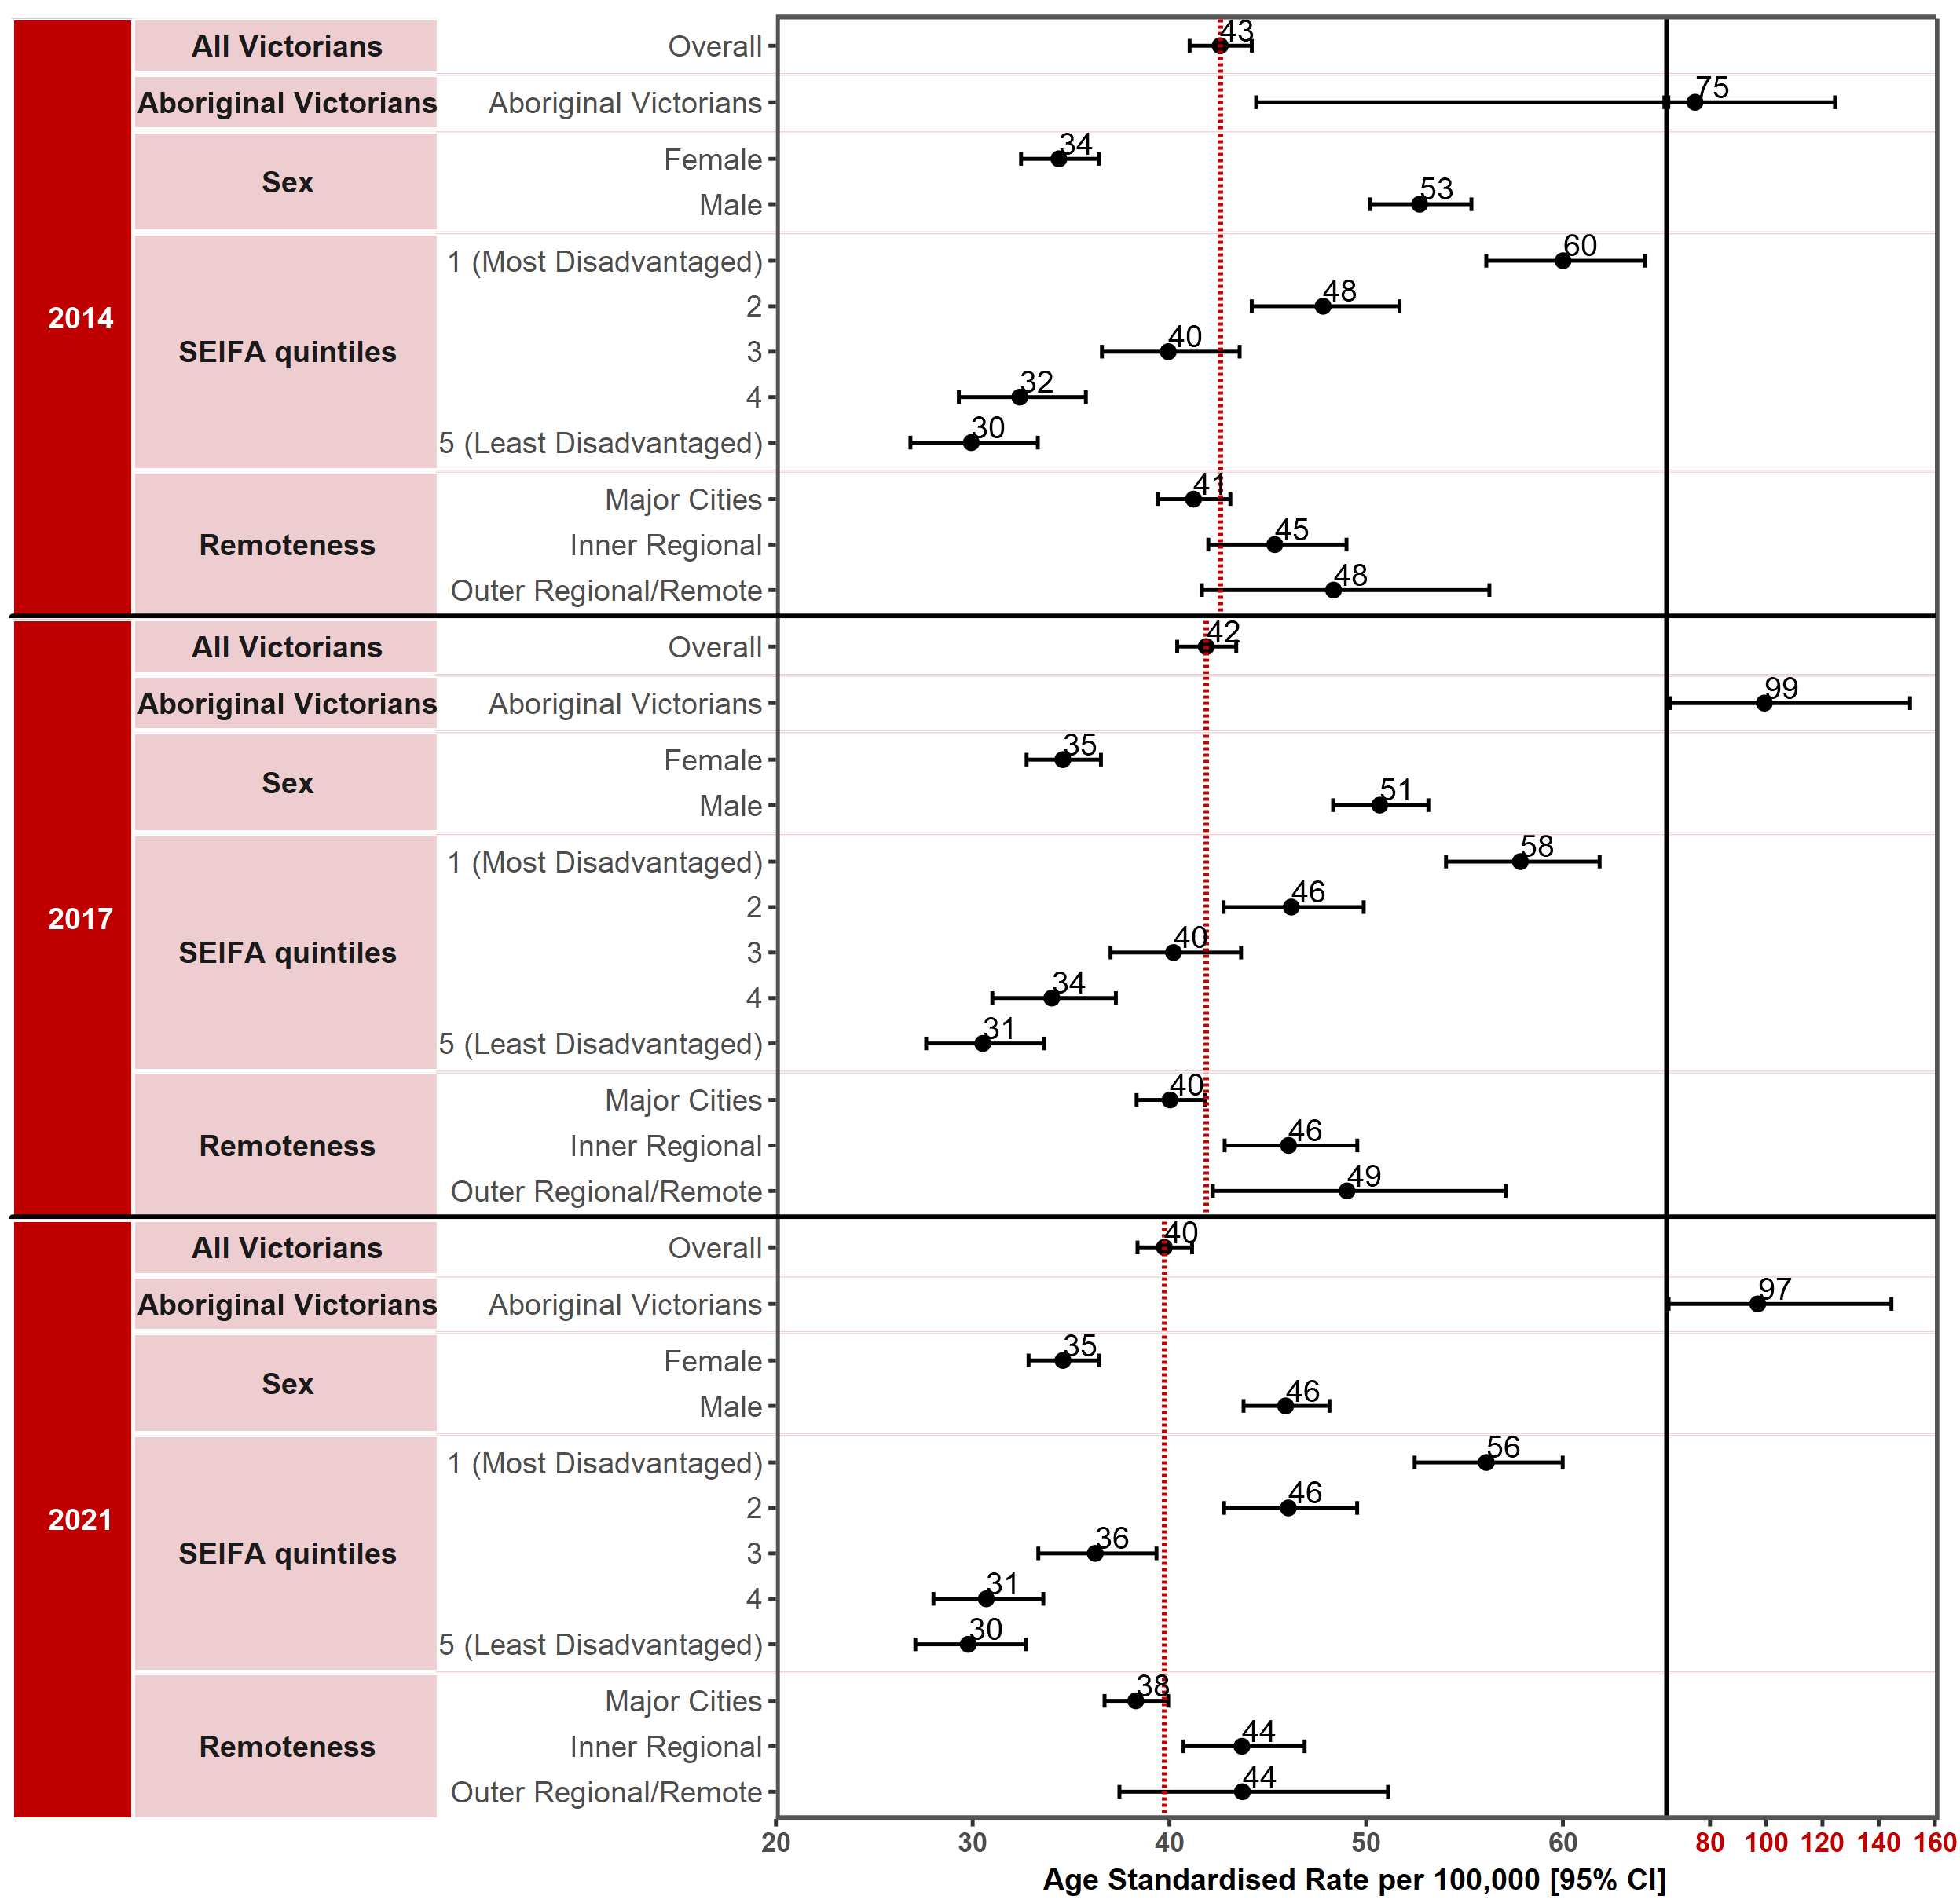 2014
All Victorians
Overall
43
Aboriginal Victorians
Aboriginal Victorians
75
Sex
Female
34
Male
53
SEIFA quintiles
1 (Most Disadvantaged)
60
2
48
3
40
4
32
5 (Least Disadvantaged)
30
Remoteness
Major Cities
41
Inner Regional
45
Outer Regional/Remote
48
2017
All Victorians
Overall
42
Aboriginal Victorians
Aboriginal Victorians
99
Sex
Female
35
Male
51
SEIFA quintiles
1 (Most Disadvantaged)
58
2
46
3
40
4
34
5 (Least Disadvantaged)
31
Remoteness
Major Cities
40
Inner Regional
46
Outer Regional/Remote
49
2021
All Victorians
Overall
40
Aboriginal Victorians
Aboriginal Victorians
97
Sex
Female
35
Male
46
SEIFA quintiles
1 (Most Disadvantaged)
56
2
46
3
36
4
31
5 (Least Disadvantaged)
30
Remoteness
Major Cities
38
Inner Regional
44
Outer Regional/Remote
44
20 30 40 50 60 80 100 120 140 160
Age Standardised Rate per 100,000 [95% CI]